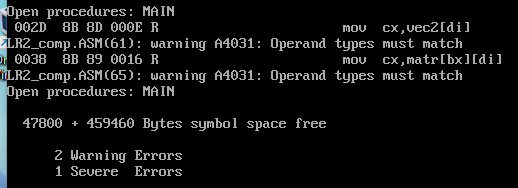 Open procedures: MAIN
002D 8B 8D 000E R mov cx,vec2[di]
LR2_comp.ASM(61): warning A4031: Operand types must match
0038 8B 89 0016 R mov cx,matr[bx][di]
LR2_comp.ASM(65): warning A4031: Operand types must match
Open procedures: MAIN
47800 + 459460 Bytes symbol space free
2 Warning Errors
1 Severe Errors